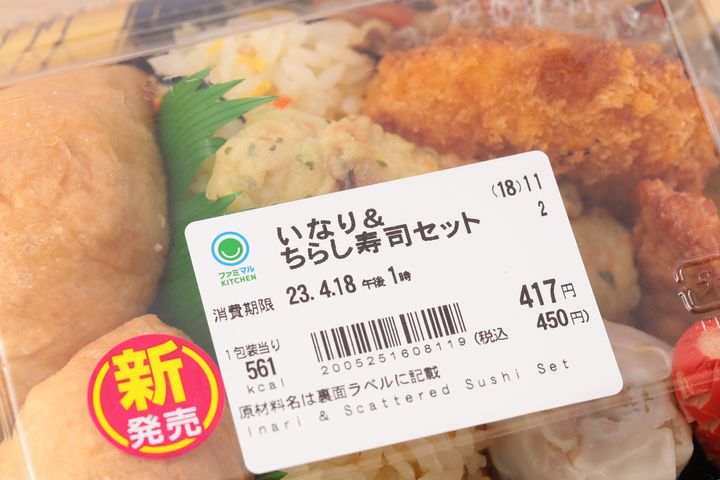 (18)11
2
いなり&
ちらし寿司セット
ファミマル
KITCHEN
消費期限 23. 4.18 午後 1時
1包装当り
561
kcal
2005251608119
417円
(税込 450円)
原材料名は裏面ラベルに記載
Inari & Scattered Sushi Set
新
発売